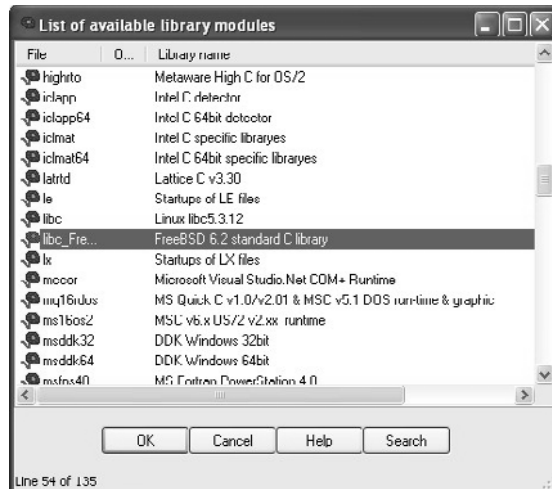 List of available library modules
File O... Library name
highrto Metaware High C for OS/2
iclapp Intel C detector
iclapp64 Intel C 64bit detector
iclmat Intel C specific libraryes
iclmat64 Intel C 64bit specific libraryes
latrtd Lattice C v3.30
le Startups of LE files
libc Linux libc5.3.12
libc_Fre... FreeBSD 6.2 standard C library
lx Startups of LX files
mccor Microsoft Visual Studio.Net COM+ Runtime
mq16rdos MS Quick C v1.0/v2.01 & MSC v5.1 DOS run-time & graphic
ms16os2 MSC v6.x OS/2 v2.xx runtime
msddk32 DDK Windows 32bit
msddk64 DDK Windows 64bit
msfps40 MS Fortran PowerStation 4.0
OK Cancel Help Search
Line 54 of 135